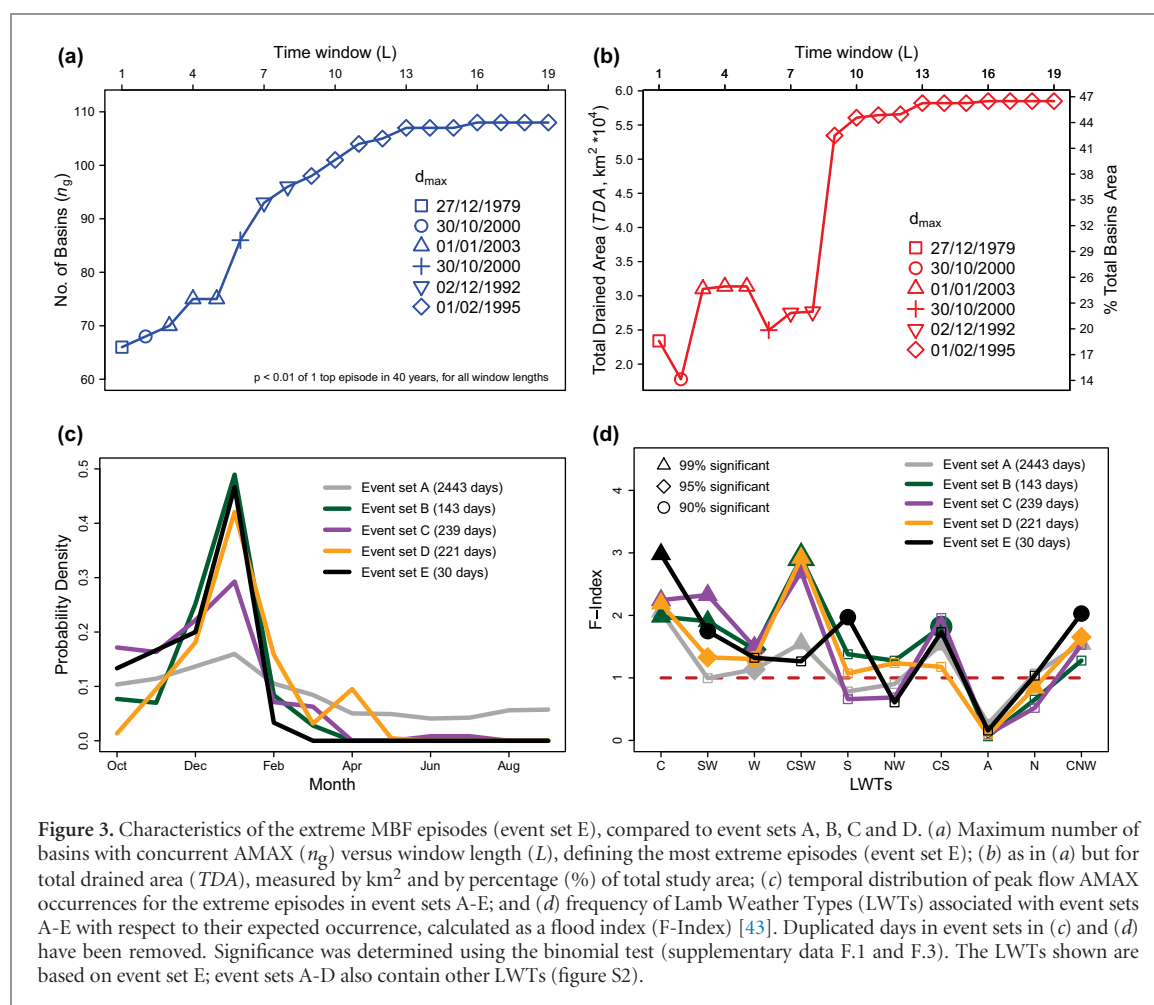 (a)
Time window (L)
1 4 7 10 13 16 19
No. of Basins (ng)
110
100
90
80
70
60
dmax
27/12/1979
30/10/2000
01/01/2003
30/10/2000
02/12/1992
01/02/1995
p < 0.01 of 1 top episode in 40 years, for all window lengths
(b)
Time window (L)
1 4 7 10 13 16 19
Total Drained Area (TDA, km² *10⁴)
6.0
5.5
5.0
4.5
4.0
3.5
3.0
2.5
2.0
% Total Basins Area
47
44
41
38
35
32
29
26
23
20
17
14
dmax
27/12/1979
30/10/2000
01/01/2003
30/10/2000
02/12/1992
01/02/1995
(c)
Probability Density
0.5
0.4
0.3
0.2
0.1
0.0
Event set A (2443 days)
Event set B (143 days)
Event set C (239 days)
Event set D (221 days)
Event set E (30 days)
Oct Dec Feb Apr Jun Aug
Month
(d)
F−Index
4
3
2
1
0
99% significant
95% significant
90% significant
Event set A (2443 days)
Event set B (143 days)
Event set C (239 days)
Event set D (221 days)
Event set E (30 days)
C SW W CSW S NW CS A N CNW
LWTs
Figure 3. Characteristics of the extreme MBF episodes (event set E), compared to event sets A, B, C and D. (a) Maximum number of
basins with concurrent AMAX (ng) versus window length (L), defining the most extreme episodes (event set E); (b) as in (a) but for
total drained area (TDA), measured by km² and by percentage (%) of total study area; (c) temporal distribution of peak flow AMAX
occurrences for the extreme episodes in event sets A-E; and (d) frequency of Lamb Weather Types (LWTs) associated with event sets
A-E with respect to their expected occurrence, calculated as a flood index (F-Index) [43]. Duplicated days in event sets in (c) and (d)
have been removed. Significance was determined using the binomial test (supplementary data F.1 and F.3). The LWTs shown are
based on event set E; event sets A-D also contain other LWTs (figure S2).